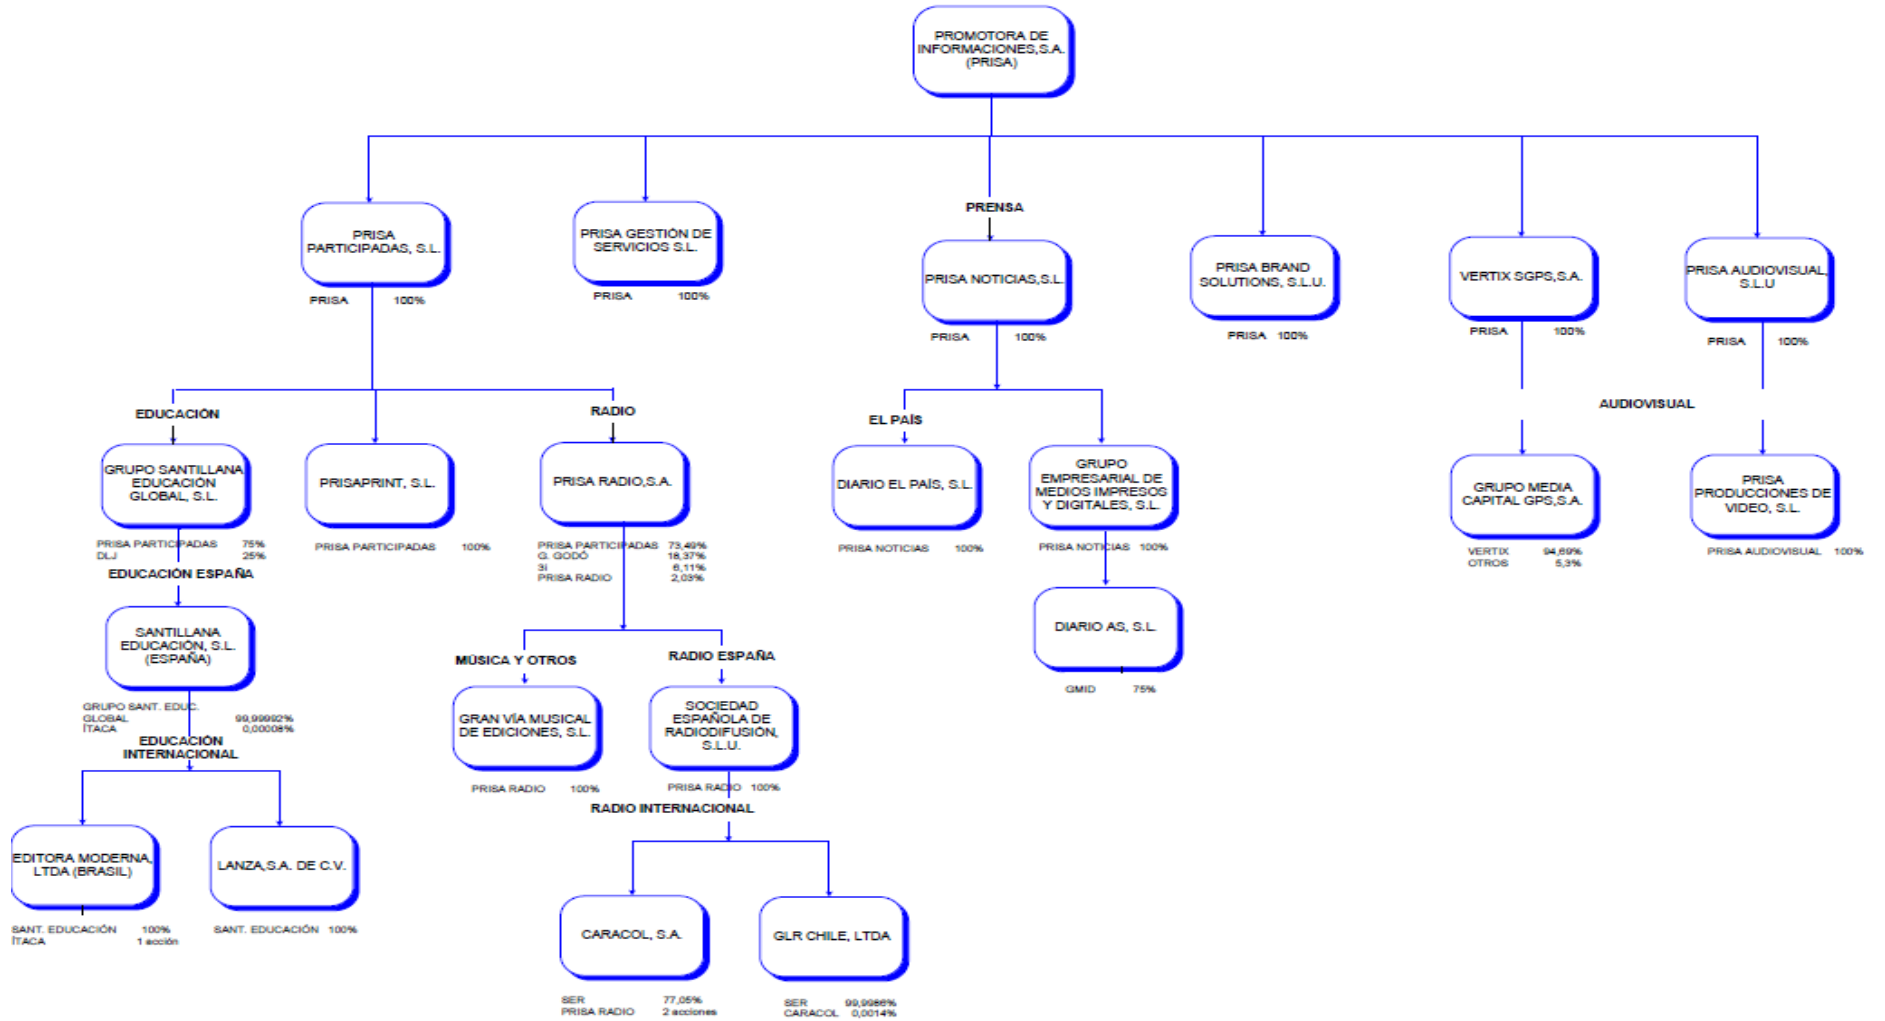 PROMOTORA DE
INFORMACIONES,S.A.
(PRISA)
PRISA
PARTICIPADAS, S.L.
PRISA 100%
PRISA GESTIÓN DE
SERVICIOS S.L.
PRISA 100%
PRENSA
PRISA NOTICIAS,S.L.
PRISA 100%
PRISA BRAND
SOLUTIONS, S.L.U.
PRISA 100%
VERTIX SGPS,S.A.
PRISA 100%
PRISA AUDIOVISUAL,
S.L.U
PRISA 100%
EDUCACIÓN
GRUPO SANTILLANA
EDUCACIÓN
GLOBAL, S.L.
PRISA PARTICIPADAS 75%
DLJ 25%
PRISAPRINT, S.L.
PRISA PARTICIPADAS 100%
RADIO
PRISA RADIO,S.A.
PRISA PARTICIPADAS 73,49%
G. GODÓ 18,37%
3i 6,11%
PRISA RADIO 2,03%
EL PAÍS
DIARIO EL PAÍS, S.L.
PRISA NOTICIAS 100%
GRUPO
EMPRESARIAL DE
MEDIOS IMPRESOS
Y DIGITALES, S.L.
PRISA NOTICIAS 100%
AUDIOVISUAL
GRUPO MEDIA
CAPITAL GPS,S.A.
VERTIX 94,69%
OTROS 5,3%
PRISA
PRODUCCIONES DE
VIDEO, S.L.
PRISA AUDIOVISUAL 100%
EDUCACIÓN ESPAÑA
SANTILLANA
EDUCACIÓN, S.L.
(ESPAÑA)
GRUPO SANT. EDUC.
GLOBAL 99,99992%
ÍTACA 0,00008%
DIARIO AS, S.L.
GMID 75%
MÚSICA Y OTROS
GRAN VÍA MUSICAL
DE EDICIONES, S.L.
PRISA RADIO 100%
RADIO ESPAÑA
SOCIEDAD
ESPAÑOLA DE
RADIODIFUSIÓN,
S.L.U.
PRISA RADIO 100%
EDUCACIÓN
INTERNACIONAL
EDITORA MODERNA,
LTDA (BRASIL)
SANT. EDUCACIÓN 100%
ÍTACA 1 acción
LANZA,S.A. DE C.V.
SANT. EDUCACIÓN 100%
RADIO INTERNACIONAL
CARACOL, S.A.
SER 77,05%
PRISA RADIO 2 acciones
GLR CHILE, LTDA
SER 99,9986%
CARACOL 0,0014%